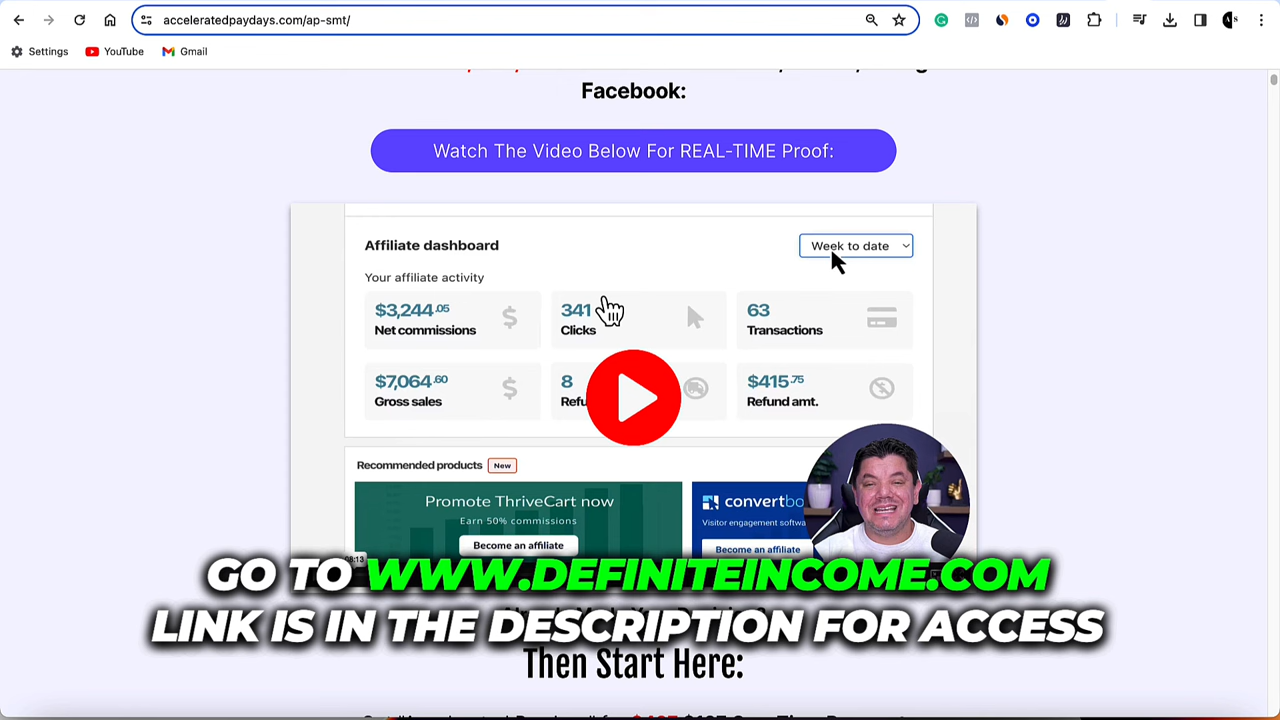 acceleratedpaydays.com/ap-smt/
Settings
YouTube
Gmail
Facebook:
Watch The Video Below For REAL-TIME Proof:
Affiliate dashboard
Week to date
Your affiliate activity
$3,244.05
Net commissions
341
Clicks
63
Transactions
$7,064.60
Gross sales
8
$415.75
Refund amt.
Recommended products
New
Promote ThriveCart now
Earn 50% commissions
Become an affiliate
convertbo
Visitor engagement softwa
Become an affiliate
GO TO WWW.DEFINITEINCOME.COM
LINK IS IN THE DESCRIPTION FOR ACCESS
Then Start Here: